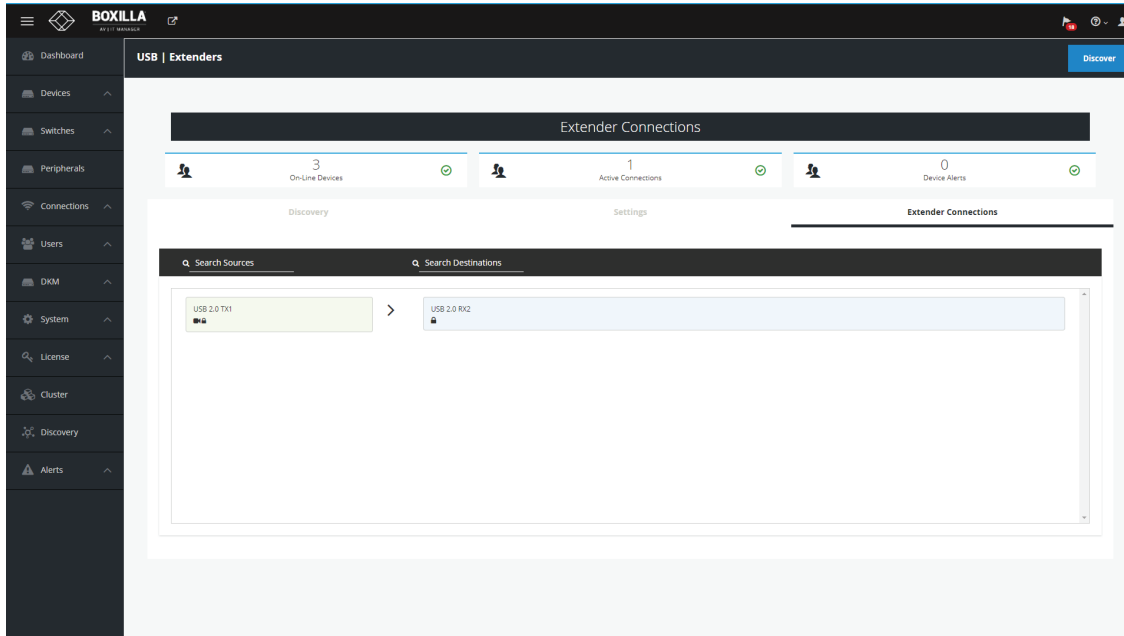 BOXILLA
AV | IT MANAGER
18
Dashboard
USB | Extenders
Discover
Devices
Switches
Peripherals
Connections
Users
DKM
System
License
Cluster
Discovery
Alerts
Extender Connections
3
On-Line Devices
1
Active Connections
0
Device Alerts
Discovery
Settings
Extender Connections
Search Sources
Search Destinations
USB 2.0 TX1
USB 2.0 RX2